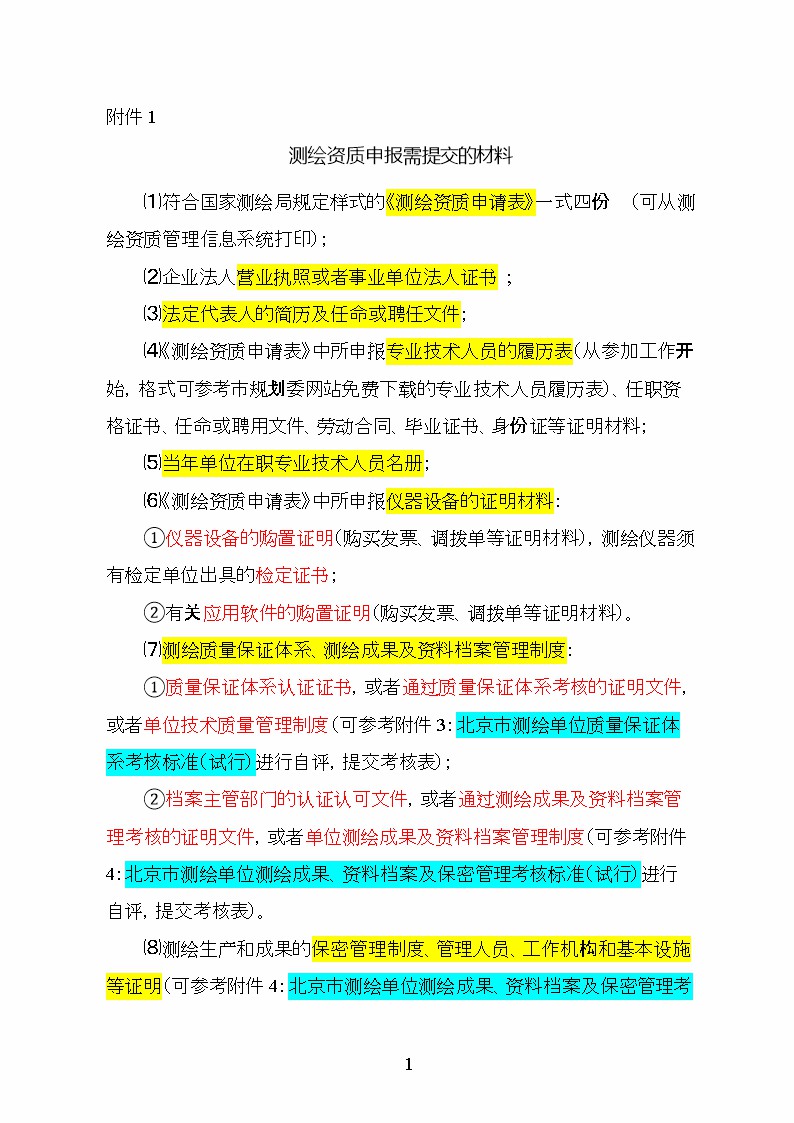 附件 1
测绘资质申报需提交的材料
⑴符合国家测绘局规定样式的《测绘资质申请表》一式四份 （可从测
绘资质管理信息系统打印）；
⑵企业法人营业执照或者事业单位法人证书 ；
⑶法定代表人的简历及任命或聘任文件；
⑷《测绘资质申请表》中所申报专业技术人员的履历表（从参加工作开
始，格式可参考市规划委网站免费下载的专业技术人员履历表）、任职资
格证书、任命或聘用文件、劳动合同、毕业证书、身份证等证明材料；
⑸当年单位在职专业技术人员名册；
⑹《测绘资质申请表》中所申报仪器设备的证明材料：
①仪器设备的购置证明（购买发票、调拨单等证明材料），测绘仪器须
有检定单位出具的检定证书；
②有关应用软件的购置证明（购买发票、调拨单等证明材料）。
⑺测绘质量保证体系、测绘成果及资料档案管理制度：
①质量保证体系认证证书，或者通过质量保证体系考核的证明文件，
或者单位技术质量管理制度（可参考附件 3：北京市测绘单位质量保证体
系考核标准（试行）进行自评，提交考核表）；
②档案主管部门的认证认可文件，或者通过测绘成果及资料档案管
理考核的证明文件，或者单位测绘成果及资料档案管理制度（可参考附件
4：北京市测绘单位测绘成果、资料档案及保密管理考核标准（试行）进行
自评，提交考核表）。
⑻测绘生产和成果的保密管理制度、管理人员、工作机构和基本设施
等证明（可参考附件 4：北京市测绘单位测绘成果、资料档案及保密管理考
1